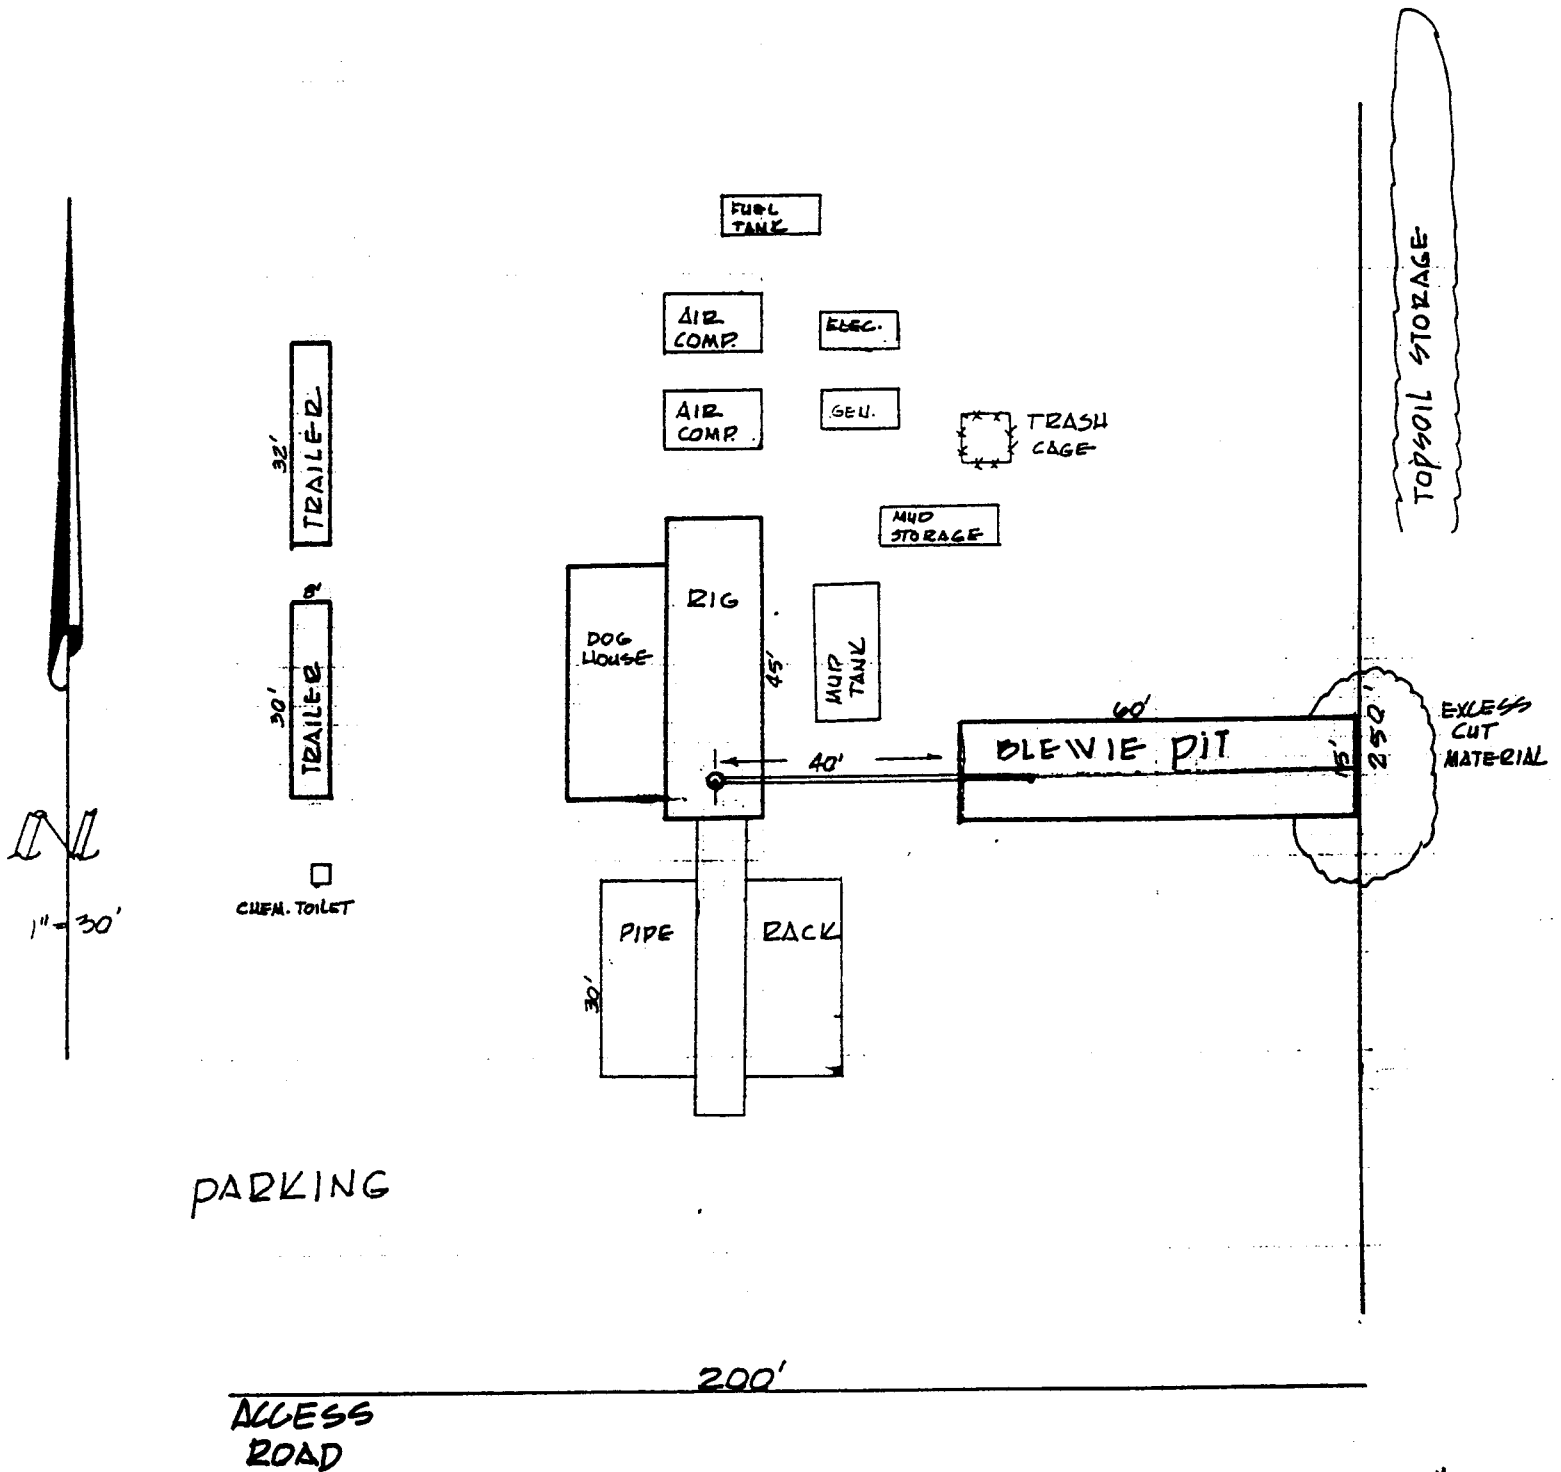 FUEL
TANK
AIR
COMP.
ELEC.
AIR
COMP.
GEN.
TRASH
CAGE
TOPSOIL STORAGE
32'
TRAILER
MUD
STORAGE
8'
RIG
DOG
HOUSE
45'
MUD
TANK
30'
TRAILER
60'
BLEWIE PIT
40'
15'
250'
EXCESS
CUT
MATERIAL
N
1"=30'
CHEM. TOILET
PIPE RACK
30'
PARKING
200'
ACCESS
ROAD